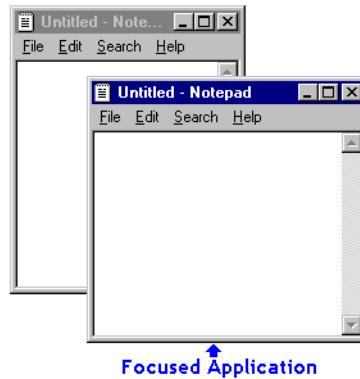 Untitled - Note...
File Edit Search Help
Untitled - Notepad
File Edit Search Help
Focused Application